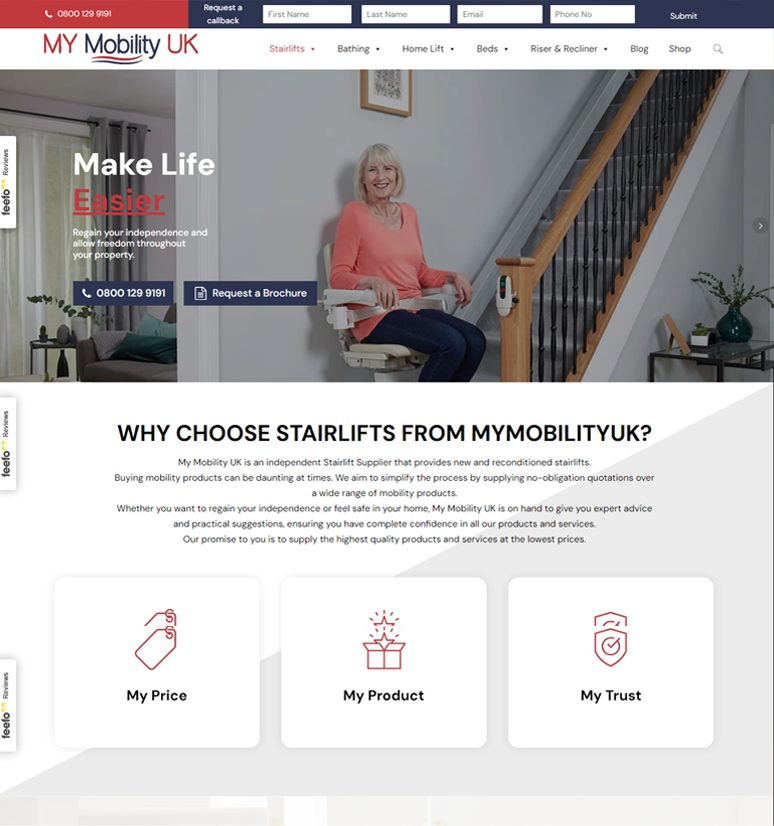 0800 129 9191
Request a
callback
First Name
Last Name
Email
Phone No
Submit
MY Mobility UK
Stairlifts
Bathing
Home Lift
Beds
Riser & Recliner
Blog
Shop
Make Life
Easier
Regain your independence and
allow freedom throughout
your property.
0800 129 9191
Request a Brochure
feefo Reviews
WHY CHOOSE STAIRLIFTS FROM MYMOBILITYUK?
My Mobility UK is an independent Stairlift Supplier that provides new and reconditioned stairlifts.
Buying mobility products can be daunting at times. We aim to simplify the process by supplying no-obligation quotations over
a wide range of mobility products.
Whether you want to regain your independence or feel safe in your home, My Mobility UK is on hand to give you expert advice
and practical suggestions, ensuring you have complete confidence in all our products and services.
Our promise to you is to supply the highest quality products and services at the lowest prices.
feefo Reviews
My Price
My Product
My Trust
feefo Reviews